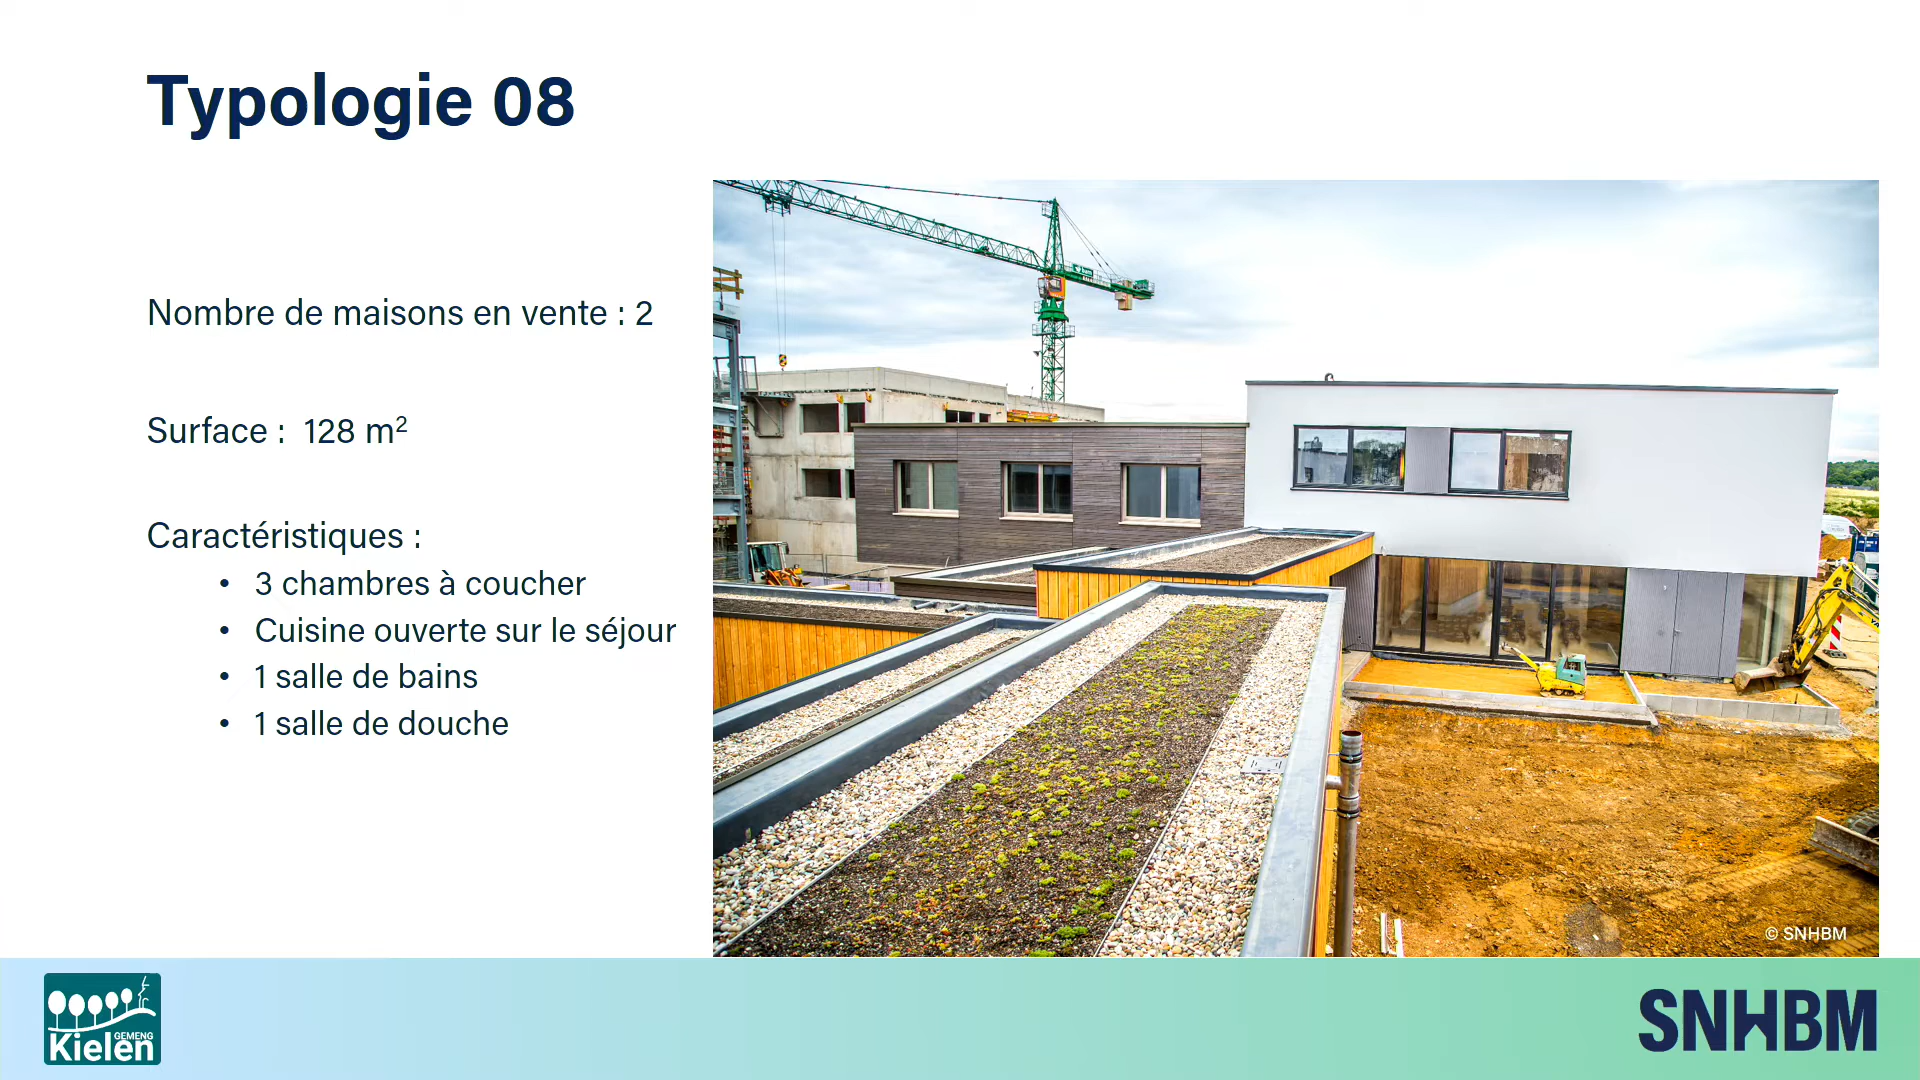 Typologie 08
Nombre de maisons en vente : 2
Surface : 128 m²
Caractéristiques :
• 3 chambres à coucher
• Cuisine ouverte sur le séjour
• 1 salle de bains
• 1 salle de douche
© SNHBM
GEMENG
Kielen
SNHBM